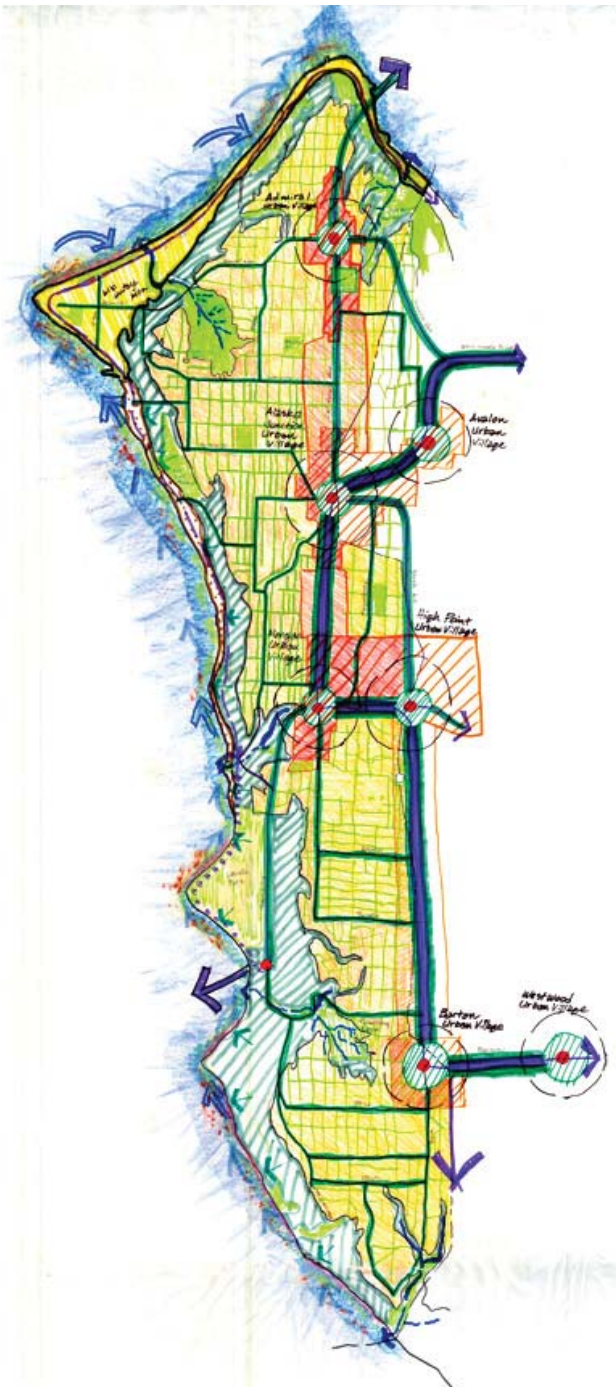 Admiral
Urban Village
Alki
Avalon
Urban
Village
Alaska
Junction
Urban
Village
High Point
Urban Village
Morgan
Urban
Village
Westwood
Urban
Village
Barton
Urban Village